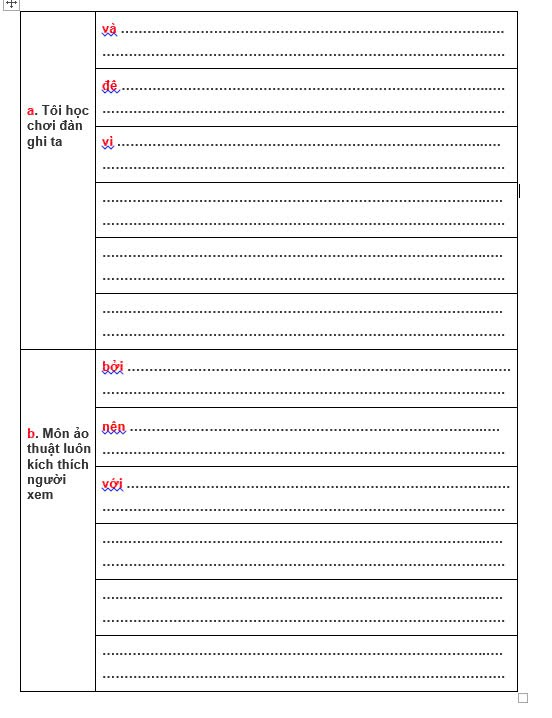 và ……………………………………………………………………………
……………………………………………………………………………
để ……………………………………………………………………………
……………………………………………………………………………
a. Tôi học
chơi đàn
ghi ta
vì ……………………………………………………………………………
……………………………………………………………………………
……………………………………………………………………………
……………………………………………………………………………
……………………………………………………………………………
……………………………………………………………………………
……………………………………………………………………………
……………………………………………………………………………
bởi ……………………………………………………………………………
……………………………………………………………………………
b. Môn ảo
thuật luôn
kích thích
người
xem
nên ……………………………………………………………………………
……………………………………………………………………………
với ……………………………………………………………………………
……………………………………………………………………………
……………………………………………………………………………
……………………………………………………………………………
……………………………………………………………………………
……………………………………………………………………………
……………………………………………………………………………
……………………………………………………………………………